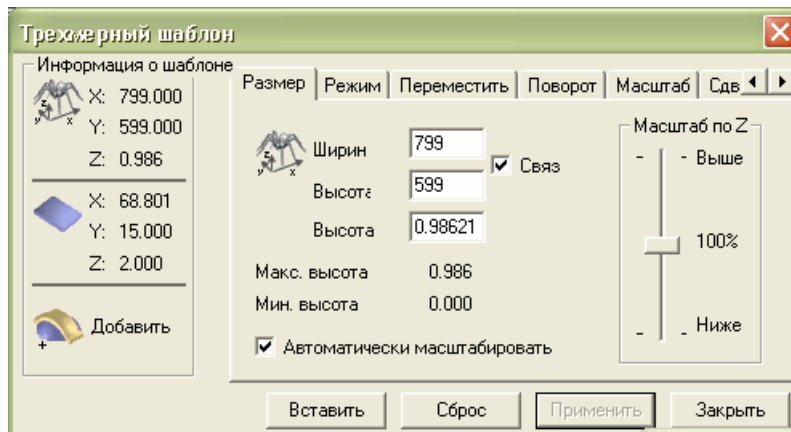 Трехмерный шаблон
Информация о шаблоне
X: 799.000
Y: 599.000
Z: 0.986
X: 68.801
Y: 15.000
Z: 2.000
Добавить
Размер Режим Переместить Поворот Масштаб Сдв
Ширин 799
Связ
Высота 599
Высота 0.98621
Макс. высота 0.986
Мин. высота 0.000
Автоматически масштабировать
Масштаб по Z
Выше
100%
Ниже
Вставить Сброс Применить Закрыть